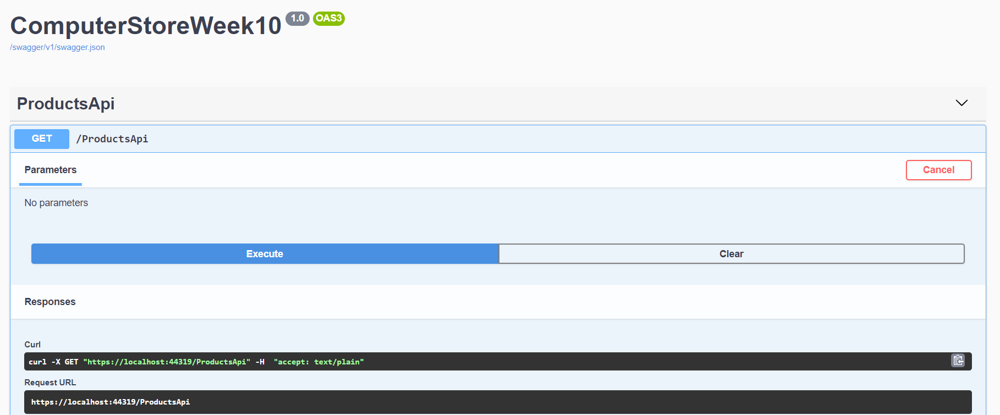 ComputerStoreWeek10 1.0 OAS3
/swagger/v1/swagger.json
ProductsApi
GET /ProductsApi
Parameters Cancel
No parameters
Execute Clear
Responses
Curl
curl -X GET "https://localhost:44319/ProductsApi" -H  "accept: text/plain"
Request URL
https://localhost:44319/ProductsApi